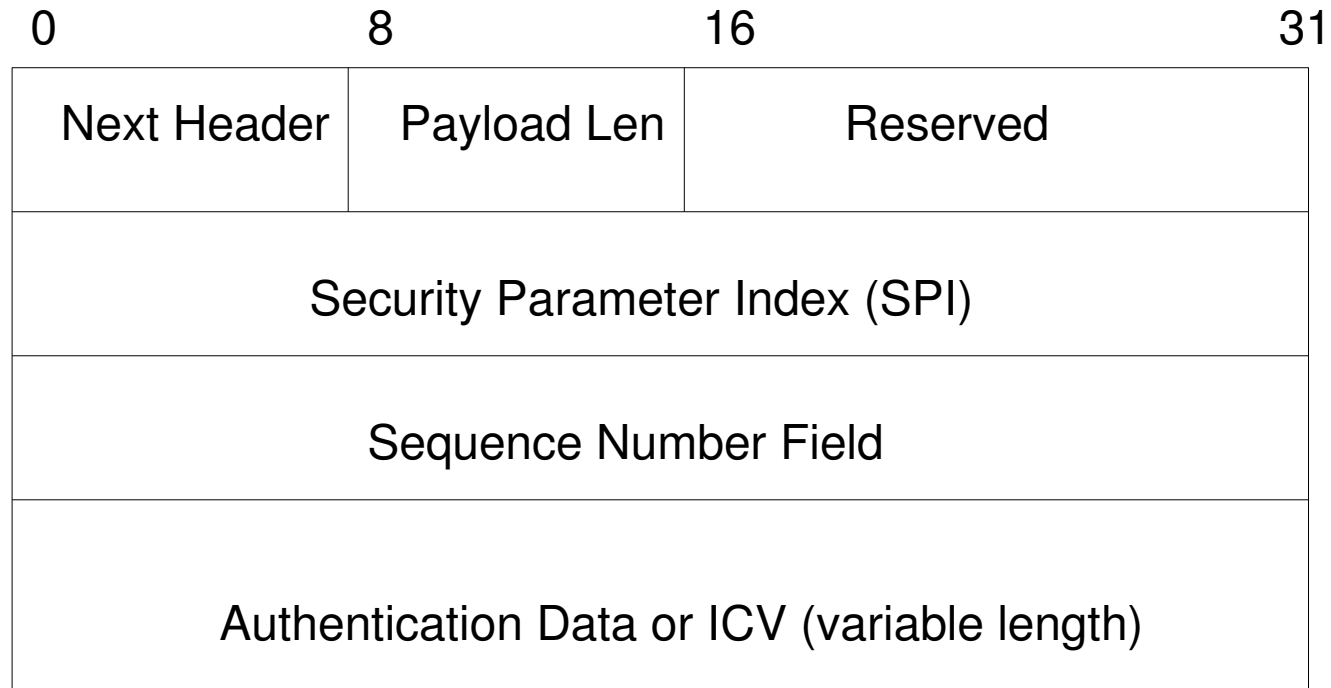 0 8 16 31
Next Header Payload Len Reserved
Security Parameter Index (SPI)
Sequence Number Field
Authentication Data or ICV (variable length)